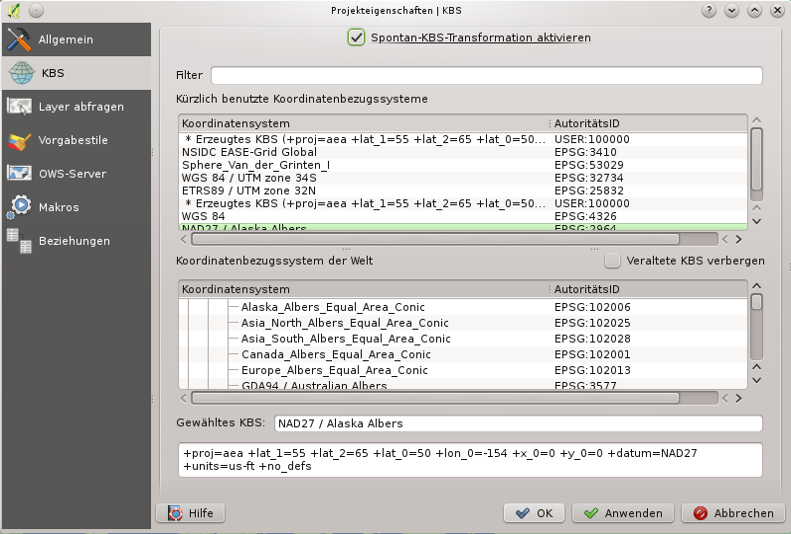 Projekteigenschaften | KBS
Allgemein
KBS
Layer abfragen
Vorgabestile
OWS-Server
Makros
Beziehungen
Spontan-KBS-Transformation aktivieren
Filter
Kürzlich benutzte Koordinatenbezugssysteme
Koordinatensystem AutoritätsID
* Erzeugtes KBS (+proj=aea +lat_1=55 +lat_2=65 +lat_0=50... USER:100000
NSIDC EASE-Grid Global EPSG:3410
Sphere_Van_der_Grinten_I EPSG:53029
WGS 84 / UTM zone 34S EPSG:32734
ETRS89 / UTM zone 32N EPSG:25832
* Erzeugtes KBS (+proj=aea +lat_1=55 +lat_2=65 +lat_0=50... USER:100000
WGS 84 EPSG:4326
NAD27 / Alaska Albers EPSG:2964
Koordinatenbezugssystem der Welt Veraltete KBS verbergen
Koordinatensystem AutoritätsID
Alaska_Albers_Equal_Area_Conic EPSG:102006
Asia_North_Albers_Equal_Area_Conic EPSG:102025
Asia_South_Albers_Equal_Area_Conic EPSG:102028
Canada_Albers_Equal_Area_Conic EPSG:102001
Europe_Albers_Equal_Area_Conic EPSG:102013
GDA94 / Australian Albers EPSG:3577
Gewähltes KBS: NAD27 / Alaska Albers
+proj=aea +lat_1=55 +lat_2=65 +lat_0=50 +lon_0=-154 +x_0=0 +y_0=0 +datum=NAD27
+units=us-ft +no_defs
Hilfe OK Anwenden Abbrechen